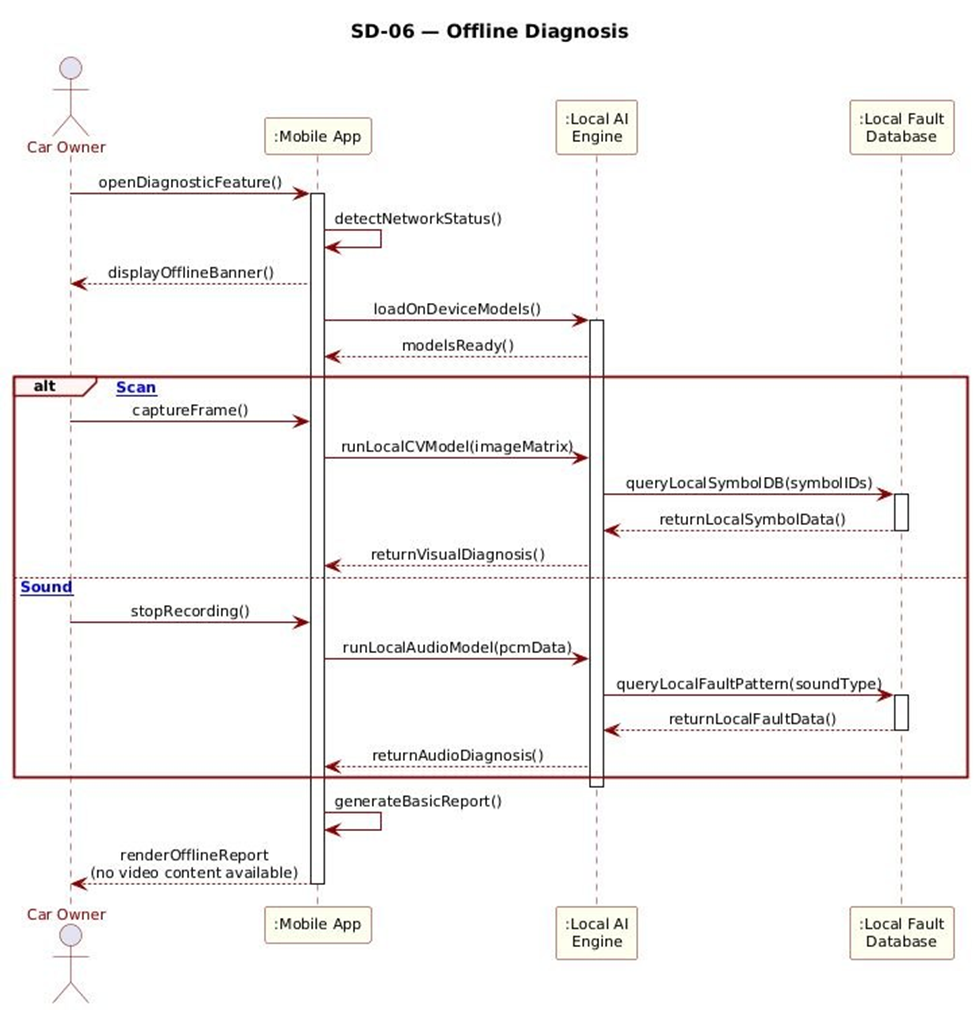 SD-06 — Offline Diagnosis
Car Owner
:Mobile App
:Local AI
Engine
:Local Fault
Database
openDiagnosticFeature()
detectNetworkStatus()
displayOfflineBanner()
loadOnDeviceModels()
modelsReady()
alt
Scan
captureFrame()
runLocalCVModel(imageMatrix)
queryLocalSymbolDB(symbolIDs)
returnLocalSymbolData()
returnVisualDiagnosis()
Sound
stopRecording()
runLocalAudioModel(pcmData)
queryLocalFaultPattern(soundType)
returnLocalFaultData()
returnAudioDiagnosis()
generateBasicReport()
renderOfflineReport
(no video content available)
Car Owner
:Mobile App
:Local AI
Engine
:Local Fault
Database